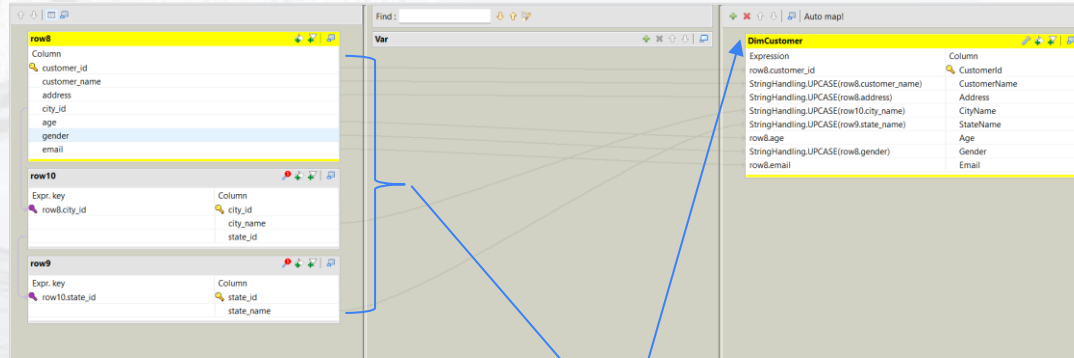 row8
Column
customer_id
customer_name
address
city_id
age
gender
email
row10
Expr. key Column
row8.city_id city_id
city_name
state_id
row9
Expr. key Column
row10.state_id state_id
state_name
Find :
Var
Auto map!
DimCustomer
Expression Column
row8.customer_id CustomerId
StringHandling.UPCASE(row8.customer_name) CustomerName
StringHandling.UPCASE(row8.address) Address
StringHandling.UPCASE(row10.city_name) CityName
StringHandling.UPCASE(row9.state_name) StateName
row8.age Age
StringHandling.UPCASE(row8.gender) Gender
row8.email Email